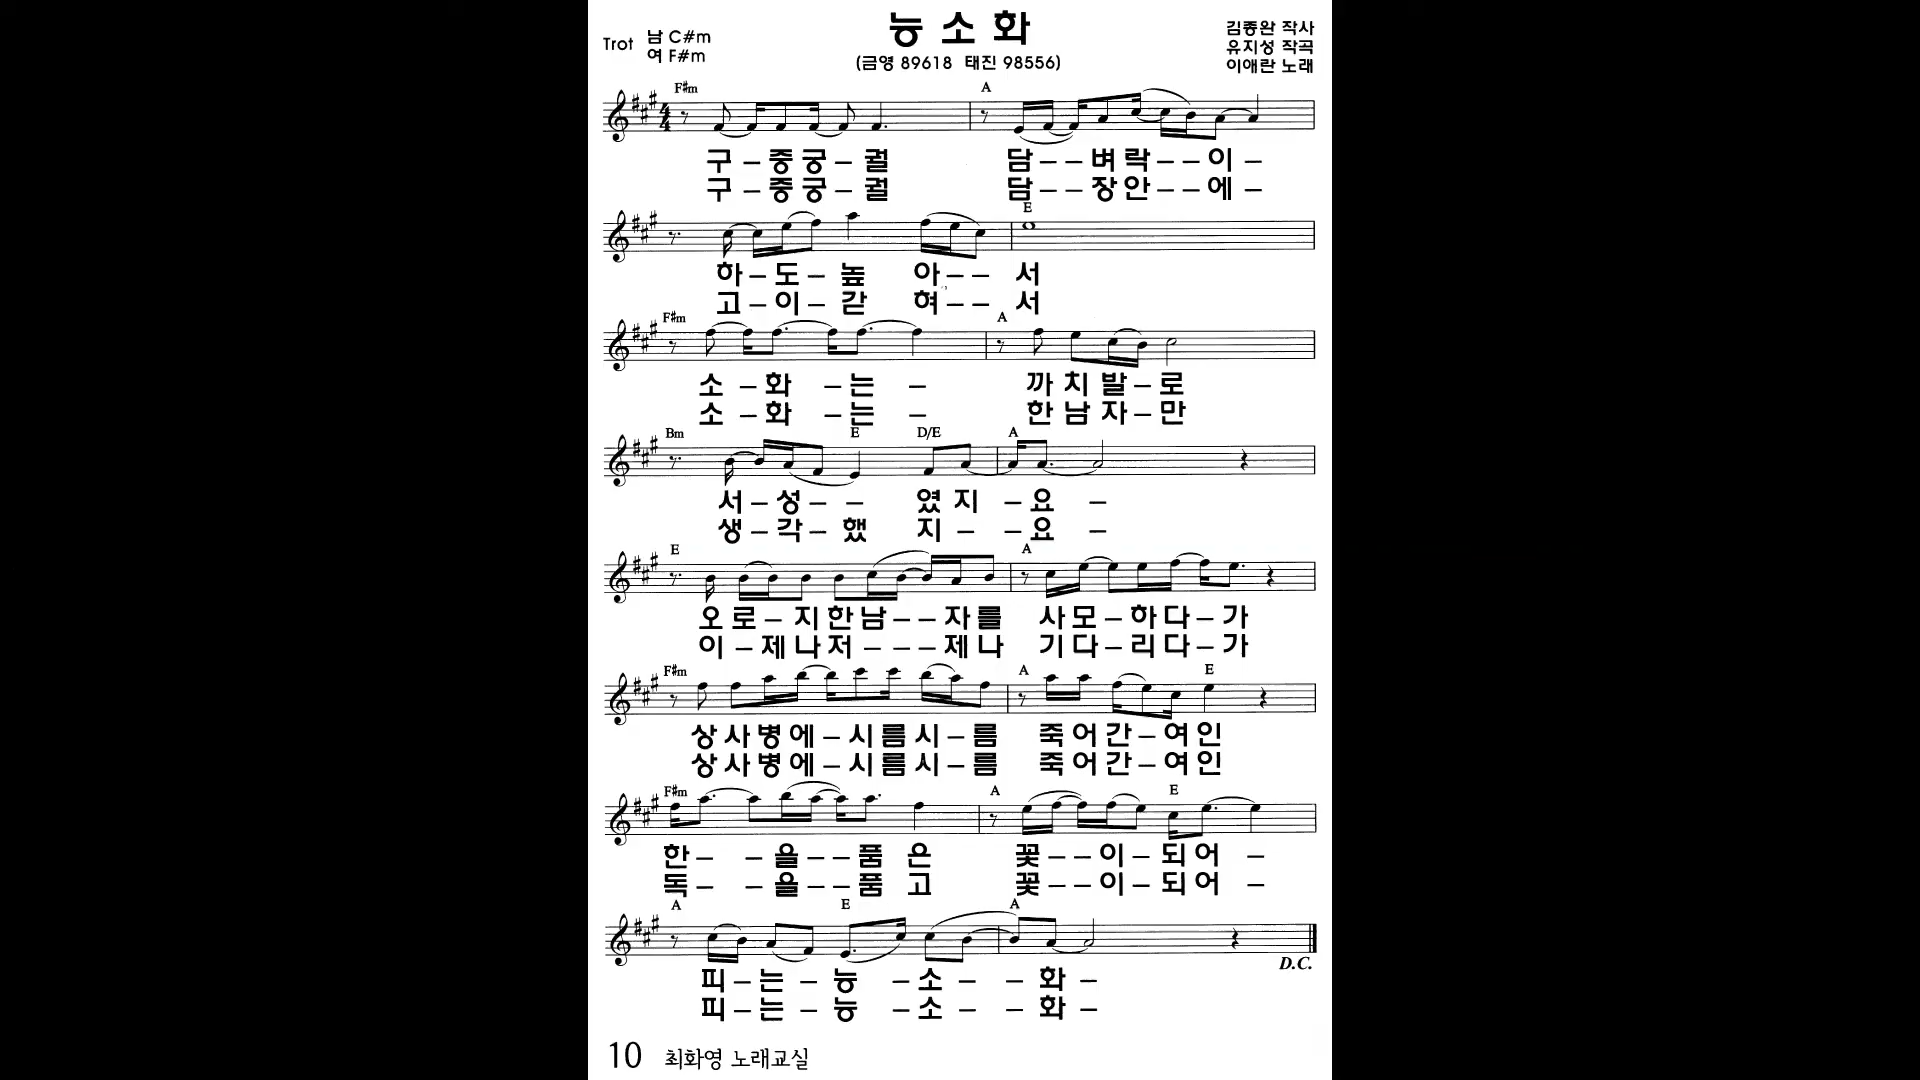 능 소 화
(금영 89618 태진 98556)
Trot 남 C#m
여 F#m
김종완 작사
유지성 작곡
이애란 노래
F#m A
4
4
구 – 중 궁 – 궐 담 – – 벼 락 – – 이 –
구 – 중 궁 – 궐 담 – – 장 안 – – 에 –
E
하 – 도 – 높 아 – – 서
고 – 이 – 갇 혀 – – 서
F#m A
소 – 화 – 는 – 까 치 발 – 로
소 – 화 – 는 – 한 남 자 – 만
Bm E D/E A
서 – 성 – – 였 지 – 요 –
생 – 각 – 했 지 – – 요 –
E A
오 로 – 지 한 남 – – 자 를 사 모 – 하 다 – 가
이 – 제 나 저 – – – 제 나 기 다 – 리 다 – 가
F#m A E
상 사 병 에 – 시 름 시 – 름 죽 어 간 – 여 인
상 사 병 에 – 시 름 시 – 름 죽 어 간 – 여 인
F#m A E
한 – – 을 – – 품 은 꽃 – – 이 – 되 어 –
독 – – 을 – – 품 고 꽃 – – 이 – 되 어 –
A E A
D.C.
피 – 는 – 능 – 소 – – 화 –
피 – 는 – 능 – 소 – – 화 –
10 최화영 노래교실